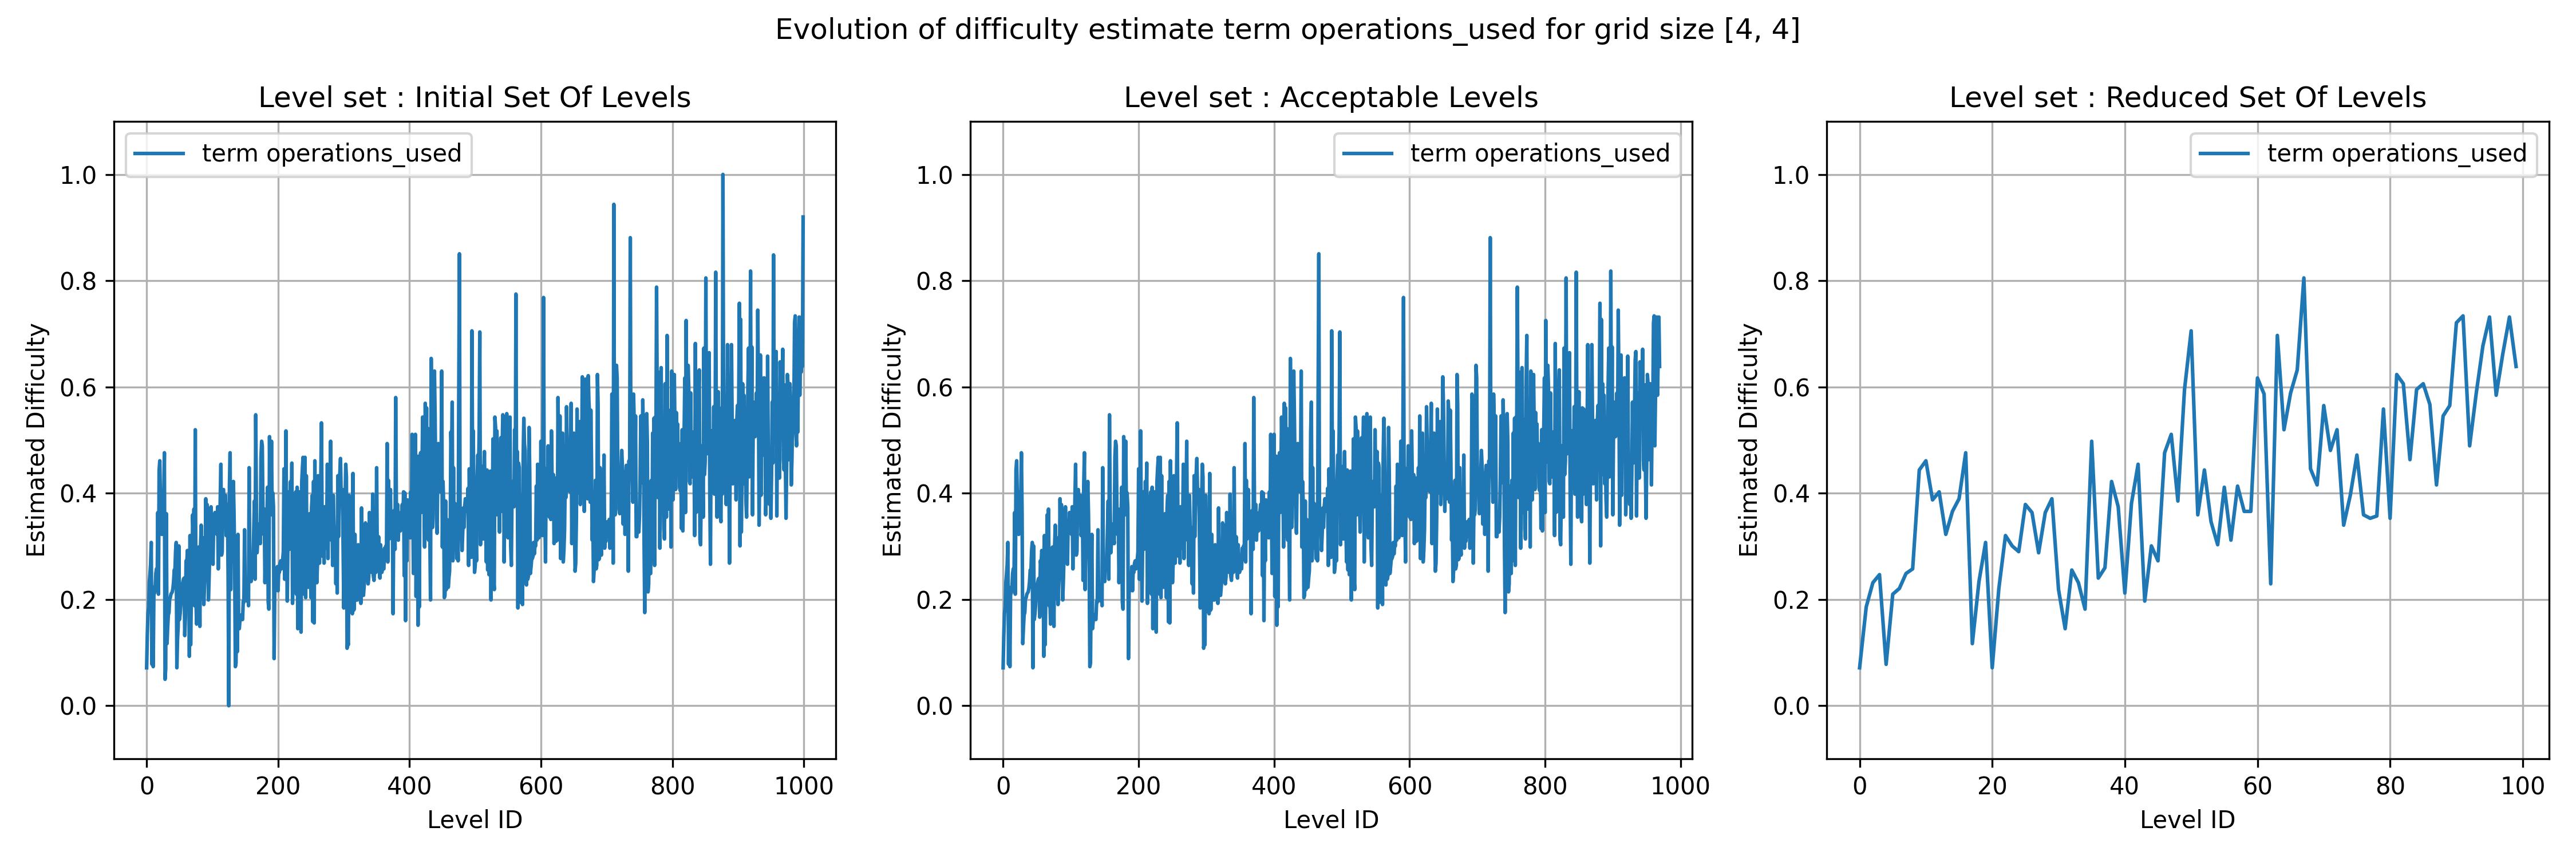 Evolution of difficulty estimate term operations_used for grid size [4, 4]
Level set : Initial Set Of Levels
term operations_used
Estimated Difficulty
1.0
0.8
0.6
0.4
0.2
0.0
0 200 400 600 800 1000
Level ID
Level set : Acceptable Levels
term operations_used
Estimated Difficulty
1.0
0.8
0.6
0.4
0.2
0.0
0 200 400 600 800 1000
Level ID
Level set : Reduced Set Of Levels
term operations_used
Estimated Difficulty
1.0
0.8
0.6
0.4
0.2
0.0
0 20 40 60 80 100
Level ID